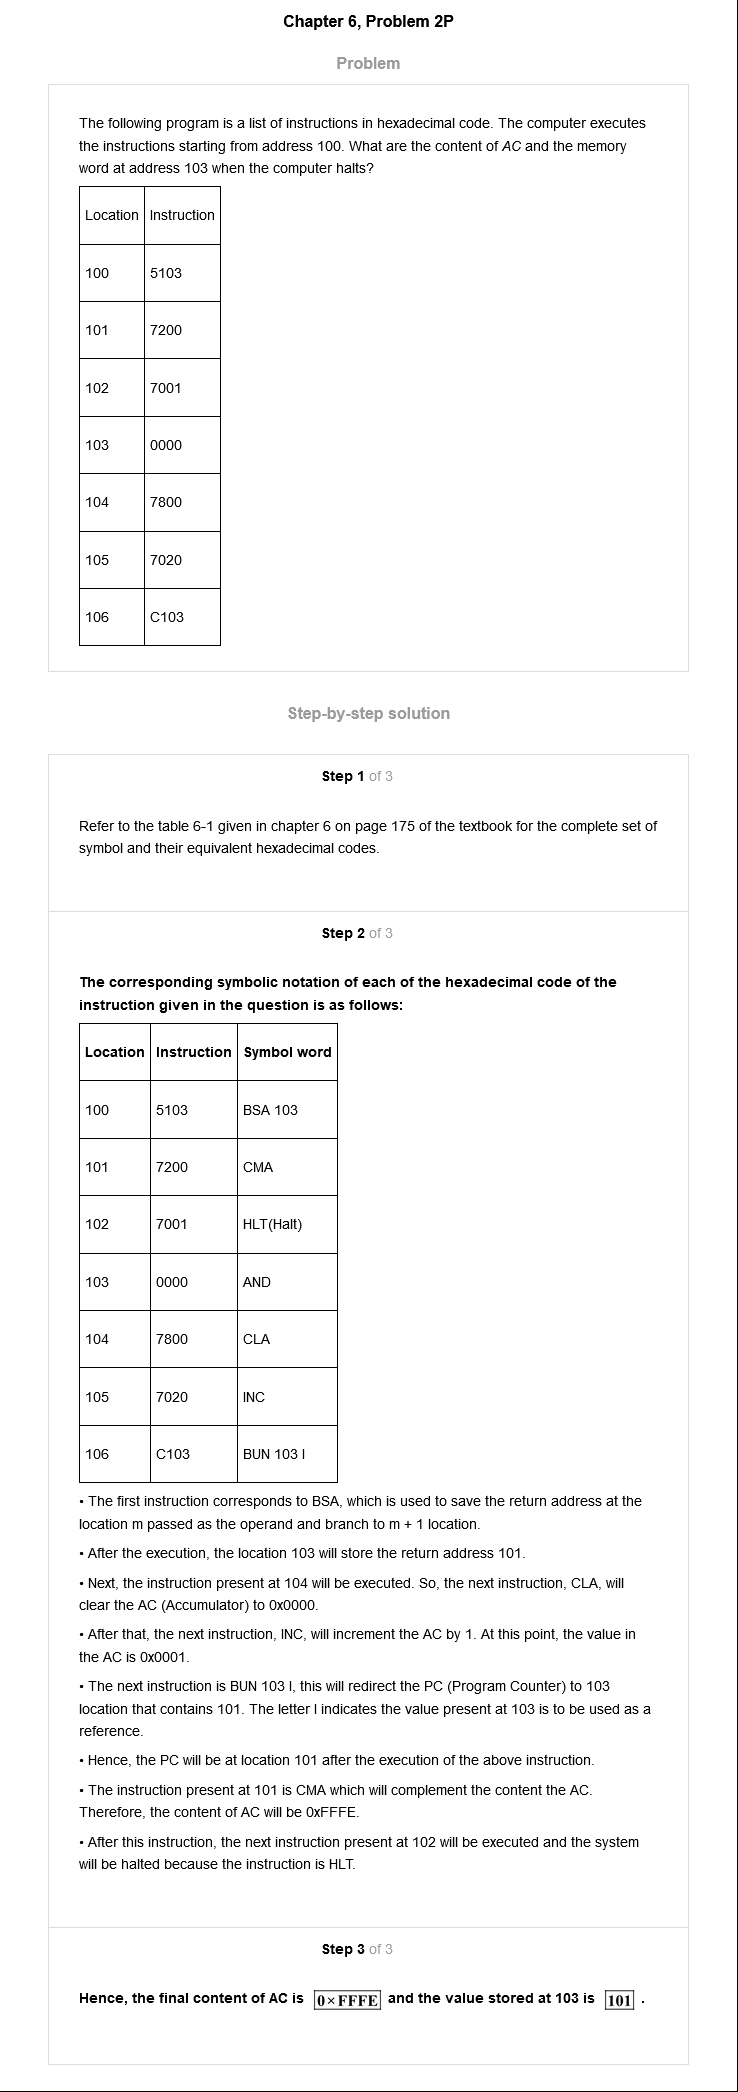 Chapter 6, Problem 2P
Problem
The following program is a list of instructions in hexadecimal code. The computer executes
the instructions starting from address 100. What are the content of AC and the memory
word at address 103 when the computer halts?
Location Instruction
100 5103
101 7200
102 7001
103 0000
104 7800
105 7020
106 C103
Step-by-step solution
Step 1 of 3
Refer to the table 6-1 given in chapter 6 on page 175 of the textbook for the complete set of
symbol and their equivalent hexadecimal codes.
Step 2 of 3
The corresponding symbolic notation of each of the hexadecimal code of the
instruction given in the question is as follows:
Location Instruction Symbol word
100 5103 BSA 103
101 7200 CMA
102 7001 HLT(Halt)
103 0000 AND
104 7800 CLA
105 7020 INC
106 C103 BUN 103 I
• The first instruction corresponds to BSA, which is used to save the return address at the
location m passed as the operand and branch to m + 1 location.
• After the execution, the location 103 will store the return address 101.
• Next, the instruction present at 104 will be executed. So, the next instruction, CLA, will
clear the AC (Accumulator) to 0x0000.
• After that, the next instruction, INC, will increment the AC by 1. At this point, the value in
the AC is 0x0001.
• The next instruction is BUN 103 I, this will redirect the PC (Program Counter) to 103
location that contains 101. The letter I indicates the value present at 103 is to be used as a
reference.
• Hence, the PC will be at location 101 after the execution of the above instruction.
• The instruction present at 101 is CMA which will complement the content the AC.
Therefore, the content of AC will be 0xFFFE.
• After this instruction, the next instruction present at 102 will be executed and the system
will be halted because the instruction is HLT.
Step 3 of 3
Hence, the final content of AC is 0×FFFE and the value stored at 103 is 101 .